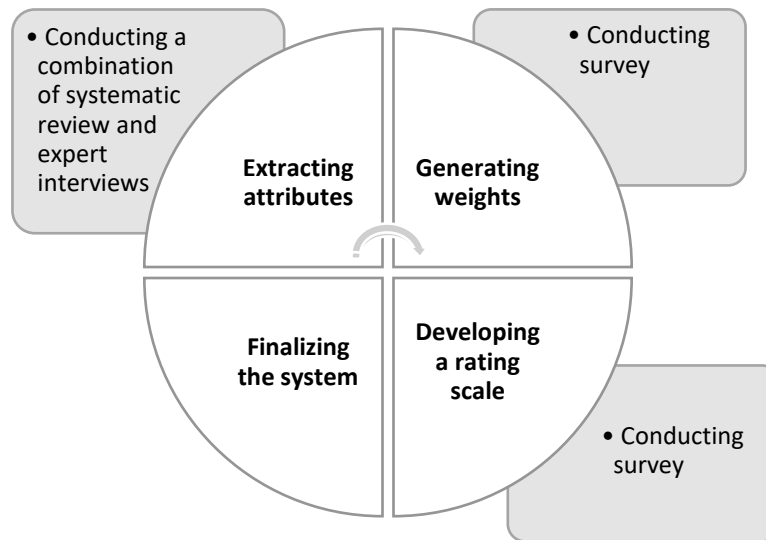 • Conducting a
combination
of systematic
review and
expert
interviews
• Conducting
survey
Extracting
attributes
Generating
weights
Finalizing
the system
Developing
a rating
scale
• Conducting
survey